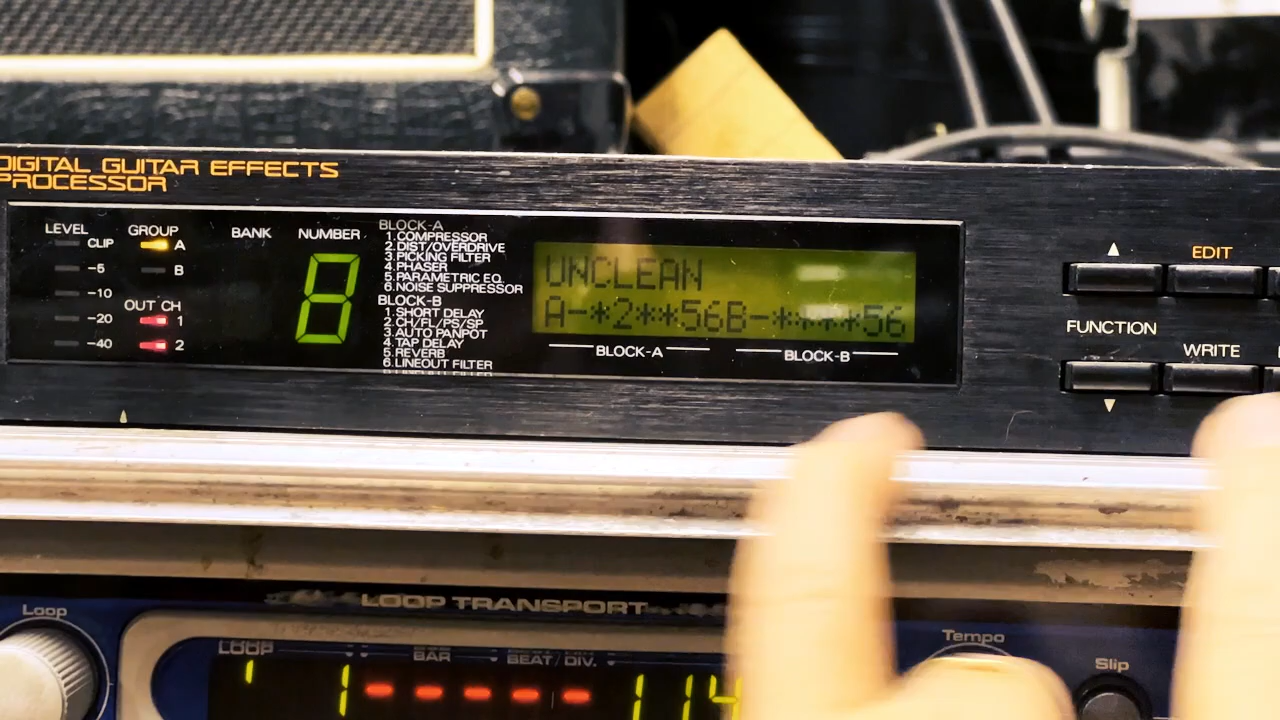 DIGITAL GUITAR EFFECTS
PROCESSOR
LEVEL GROUP BANK NUMBER
CLIP A
-5 B
-10
OUT CH
-20 1
-40 2
8
BLOCK-A
1.COMPRESSOR
2.DIST/OVERDRIVE
3.PICKING FILTER
4.PHASER
5.PARAMETRIC EQ
6.NOISE SUPPRESSOR
BLOCK-B
1.SHORT DELAY
2.CH/FL/PS/SP
3.AUTO PANPOT
4.TAP DELAY
5.REVERB
6.LINEOUT FILTER
UNCLEAN
A-*2**56B-****56
BLOCK-A BLOCK-B
EDIT
FUNCTION
WRITE
LOOP TRANSPORT
Loop
LOOP BAR BEAT/DIV.
1 1 - - - - - 114
Tempo
Slip